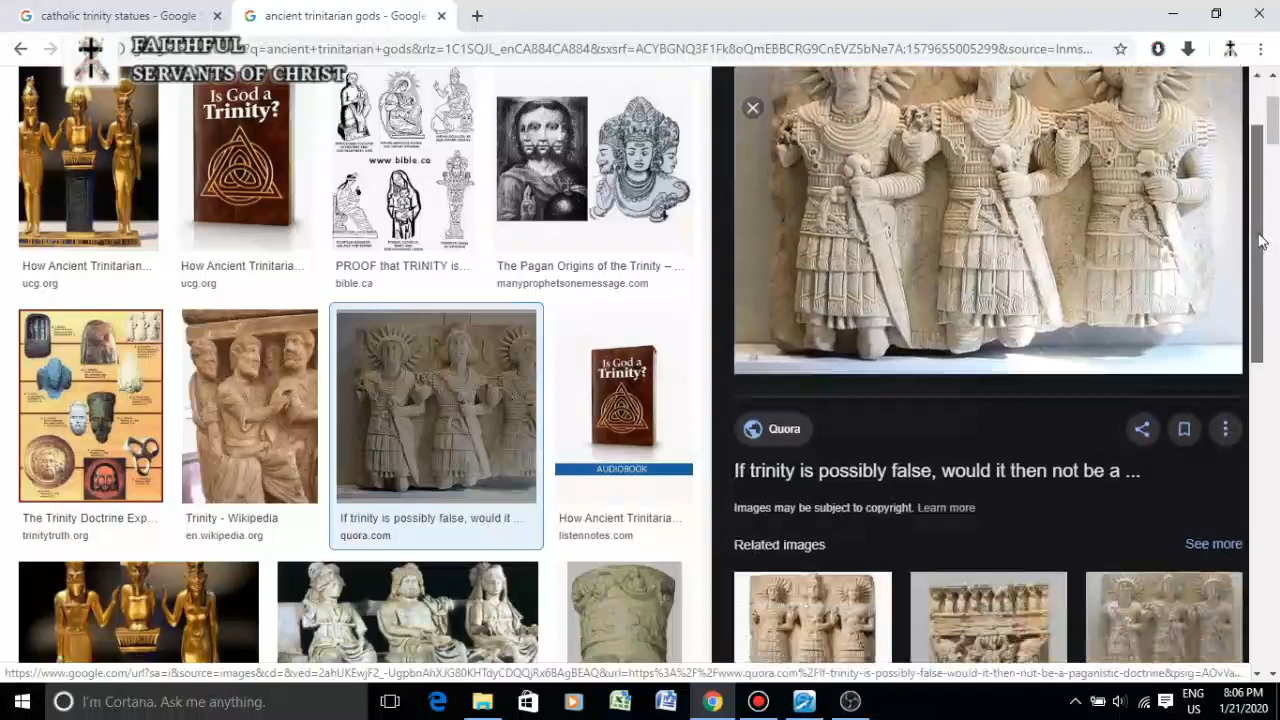 catholic trinity statues - Google S
ancient trinitarian gods - Google
FAITHFUL
SERVANTS OF CHRIST
?q=ancient+trinitarian+gods&rlz=1C1SQJL_enCA884CA884&sxsrf=ACYBGNQ3F1Fk8oQmEBBCRG9CnEVZ5bNe7A:1579655005299&source=lnms...
Is God a
Trinity?
www.bible.ca
How Ancient Trinitarian...
ucg.org
How Ancient Trinitaria...
ucg.org
PROOF that TRINITY is...
bible.ca
The Pagan Origins of the Trinity – ...
manyprophetsonemessage.com
Is God a
Trinity?
AUDIOBOOK
The Trinity Doctrine Exp...
trinitytruth.org
Trinity - Wikipedia
en.wikipedia.org
If trinity is possibly false, would it ...
quora.com
How Ancient Trinitaria...
listennotes.com
Quora
If trinity is possibly false, would it then not be a ...
Images may be subject to copyright. Learn more
Related images
See more
I'm Cortana. Ask me anything.
ENG
US
8:06 PM
1/21/2020